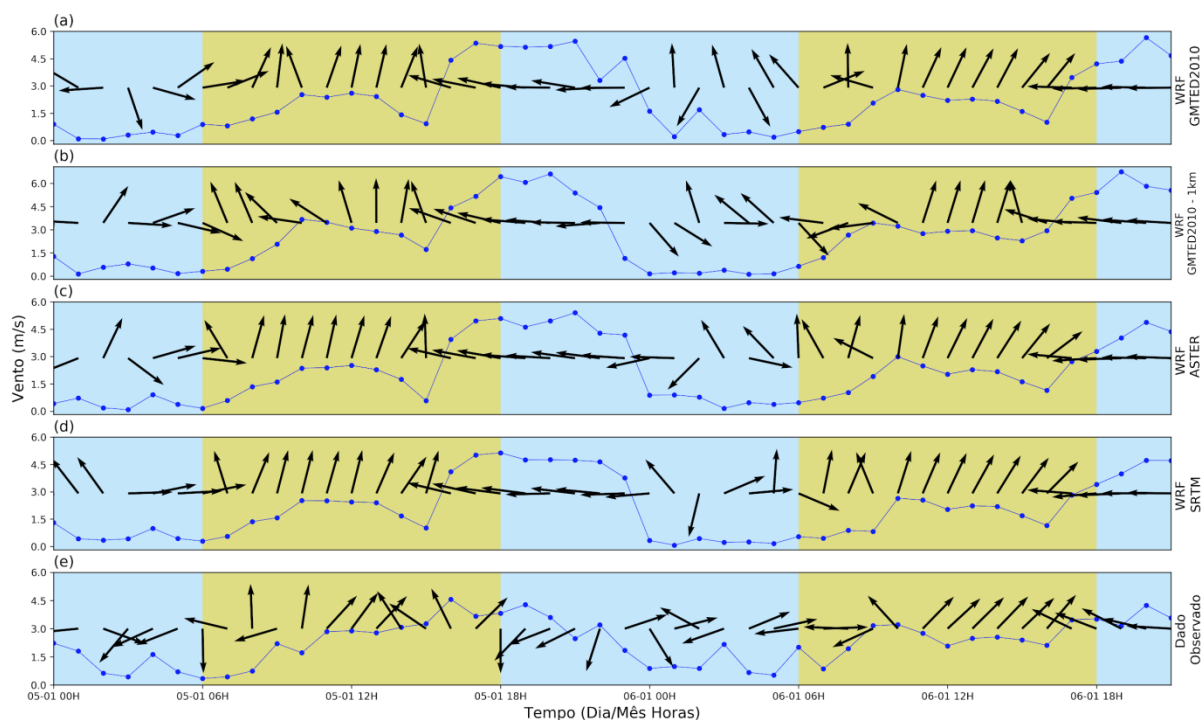 (a)
6.0
4.5
3.0
1.5
0.0
WRF
GMTED2010
(b)
6.0
4.5
3.0
1.5
0.0
WRF
GMTED2010 - 1km
(c)
6.0
4.5
3.0
1.5
0.0
WRF
ASTER
Vento (m/s)
(d)
6.0
4.5
3.0
1.5
0.0
WRF
SRTM
(e)
6.0
4.5
3.0
1.5
0.0
Dado
Observado
05-01 00H 05-01 06H 05-01 12H 05-01 18H 06-01 00H 06-01 06H 06-01 12H 06-01 18H
Tempo (Dia/Mês Horas)